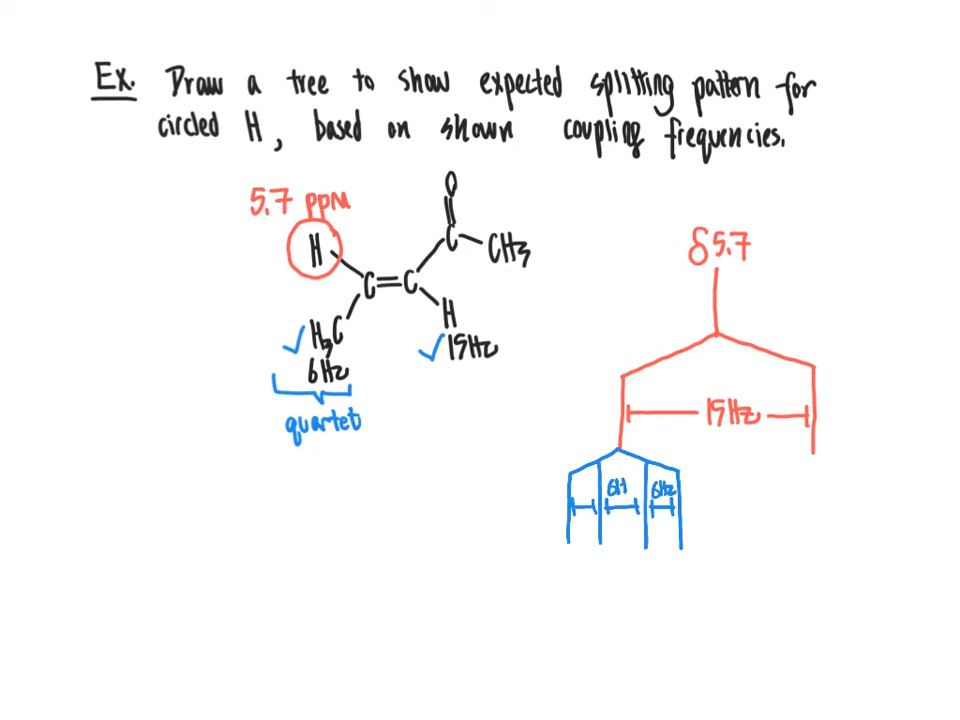 Ex. Draw a tree to show expected splitting pattern for
circled H, based on shown coupling frequencies.
5.7 ppm
O
H
C-CH3
δ5.7
C=C
H3C
H
15Hz
6Hz
quartet
15Hz
6H
6Hz